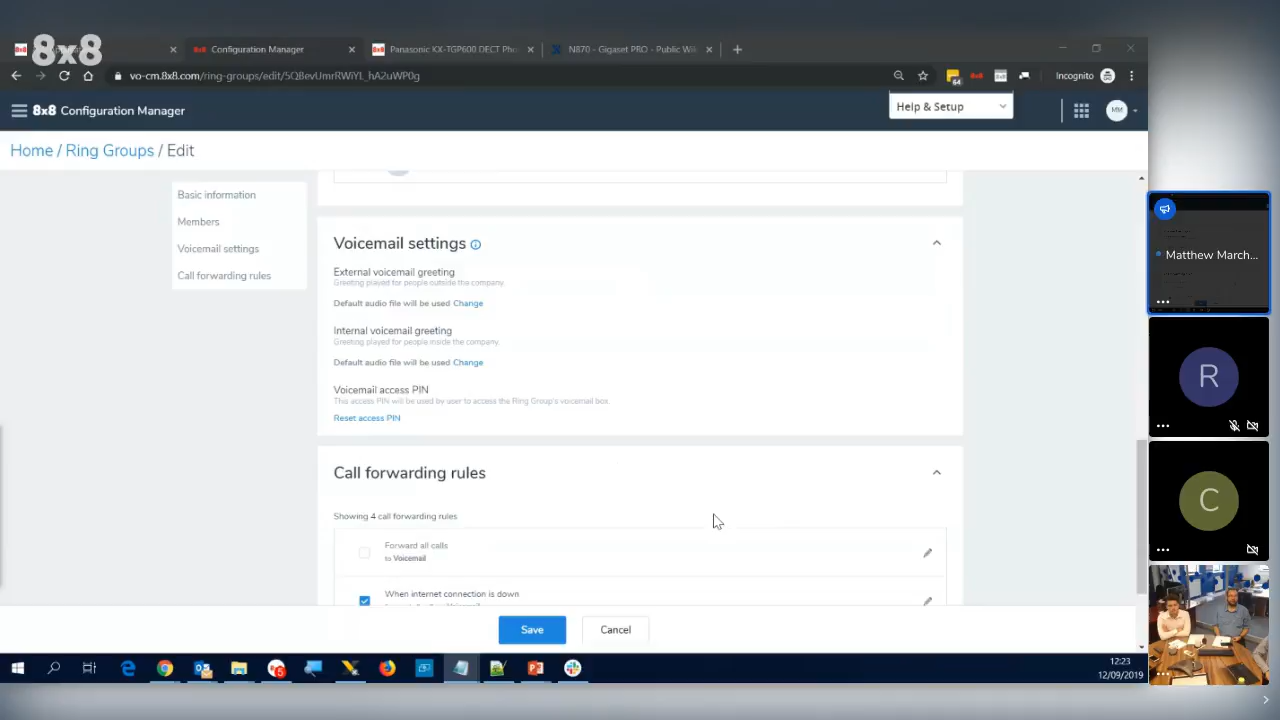 8x8
Configuration Manager
Panasonic KX-TGP600 DECT Pho
N870 - Gigaset PRO - Public Wik
vo-cm.8x8.com/ring-groups/edit/5QBevUmrRWiYL_hA2uWP0g
64
Incognito
8x8 Configuration Manager
Help & Setup
MM
Home / Ring Groups / Edit
Basic information
Members
Voicemail settings
Call forwarding rules
Voicemail settings
External voicemail greeting
Greeting played for people outside the company.
Default audio file will be used Change
Internal voicemail greeting
Greeting played for people inside the company.
Default audio file will be used Change
Voicemail access PIN
This access PIN will be used by user to access the Ring Group's voicemail box.
Reset access PIN
Call forwarding rules
Showing 4 call forwarding rules
Forward all calls
to Voicemail
When internet connection is down
Save
Cancel
12:23
12/09/2019
Matthew March...
R
C